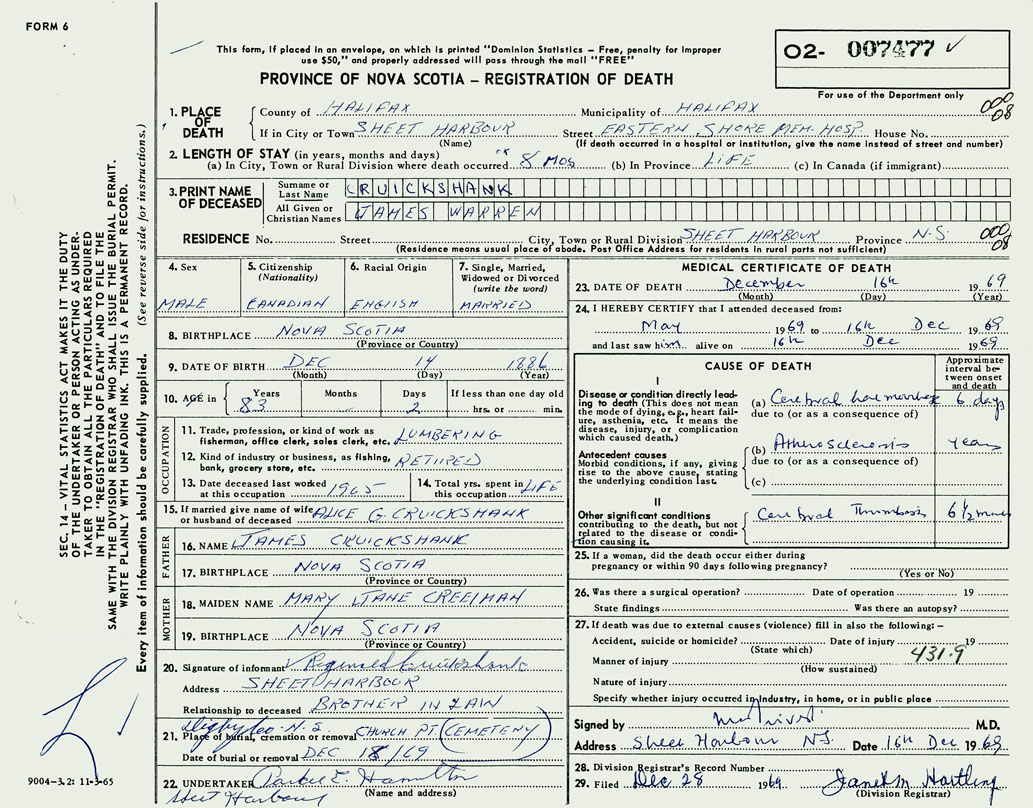 FORM 6
This form, if placed in an envelope, on which is printed "Dominion Statistics – Free, penalty for improper
use $50," and properly addressed will pass through the mail "FREE"
PROVINCE OF NOVA SCOTIA – REGISTRATION OF DEATH
02- 007477 ✓
For use of the Department only
000
08
1. PLACE OF DEATH
County of HALIFAX Municipality of HALIFAX
If in City or Town SHEET HARBOUR Street EASTERN SHORE MEM. HOSP. House No.
(Name) (If death occurred in a hospital or institution, give the name instead of street and number)
2. LENGTH OF STAY (in years, months and days)
(a) In City, Town or Rural Division where death occurred 8 MOS (b) In Province LIFE (c) In Canada (if immigrant)
3. PRINT NAME OF DECEASED
Surname or Last Name CRUICKSHANK
All Given or Christian Names JAMES WARREN
RESIDENCE No. Street City, Town or Rural Division SHEET HARBOUR Province N.S.
000
08
(Residence means usual place of abode. Post Office Address for residents in rural parts not sufficient)
4. Sex
MALE
5. Citizenship
(Nationality)
CANADIAN
6. Racial Origin
ENGLISH
7. Single, Married,
Widowed or Divorced
(write the word)
MARRIED
8. BIRTHPLACE NOVA SCOTIA
(Province or Country)
9. DATE OF BIRTH DEC 14 1886
(Month) (Day) (Year)
10. AGE in
Years Months Days If less than one day old
83 2 hrs. or min.
OCCUPATION
11. Trade, profession, or kind of work as
fisherman, office clerk, sales clerk, etc. LUMBERING
12. Kind of industry or business, as fishing,
bank, grocery store, etc. RETIRED
13. Date deceased last worked
at this occupation 1965
14. Total yrs. spent in
this occupation LIFE
15. If married give name of wife
or husband of deceased ALICE G. CRUICKSHANK
FATHER
16. NAME JAMES CRUICKSHANK
17. BIRTHPLACE NOVA SCOTIA
(Province or Country)
MOTHER
18. MAIDEN NAME MARY JANE CREELMAN
19. BIRTHPLACE NOVA SCOTIA
(Province or Country)
20. Signature of informant Reginald Cruickshank
Address SHEET HARBOUR
Relationship to deceased BROTHER IN LAW
Digby Co. N.S.
21. Place of burial, cremation or removal CHURCH PT. (CEMETENY)
Date of burial or removal DEC 18/69
22. UNDERTAKER Hamilton
(Name and address)
Sheet Harbour
MEDICAL CERTIFICATE OF DEATH
23. DATE OF DEATH December 16th 1969
(Month) (Day) (Year)
24. I HEREBY CERTIFY that I attended deceased from:
May 1969 to 16th Dec 1969
and last saw him alive on 16th Dec 1969
CAUSE OF DEATH
Approximate
interval be-
tween onset
and death
I
Disease or condition directly lead-
ing to death (This does not mean
the mode of dying, e.g., heart fail-
ure, asthenia, etc. It means the
disease, injury, or complication
which caused death.)
(a) Cerebral haemorrhage 6 days
due to (or as a consequence of)
Antecedent causes
Morbid conditions, if any, giving
rise to the above cause, stating
the underlying condition last.
(b) Atherosclerosis years
due to (or as a consequence of)
(c)
II
Other significant conditions
contributing to the death, but not
related to the disease or condi-
tion causing it.
Cerebral Thrombosis 6½ mos
25. If a woman, did the death occur either during
pregnancy or within 90 days following pregnancy?
(Yes or No)
26. Was there a surgical operation? Date of operation 19
State findings Was there an autopsy?
27. If death was due to external causes (violence) fill in also the following: –
Accident, suicide or homicide? Date of injury 19
(State which)
431.9
Manner of injury
(How sustained)
Nature of injury
Specify whether injury occurred in industry, in home, or in public place
Signed by M.D.
Address Sheet Harbour N.S. Date 16th Dec 1969
28. Division Registrar's Record Number
29. Filed Dec 28 1969 Janet M Hartling
(Division Registrar)
SEC. 14 – VITAL STATISTICS ACT MAKES IT THE DUTY
OF THE UNDERTAKER OR PERSON ACTING AS UNDER-
TAKER TO OBTAIN ALL THE PARTICULARS REQUIRED
IN THE "REGISTRATION OF DEATH" AND TO FILE THE
SAME WITH THE DIVISION REGISTRAR WHO SHALL ISSUE THE BURIAL PERMIT.
WRITE PLAINLY WITH UNFADING INK. THIS IS A PERMANENT RECORD.
Every item of information should be carefully supplied. (See reverse side for instructions.)
9004-3.2: 11-3-65